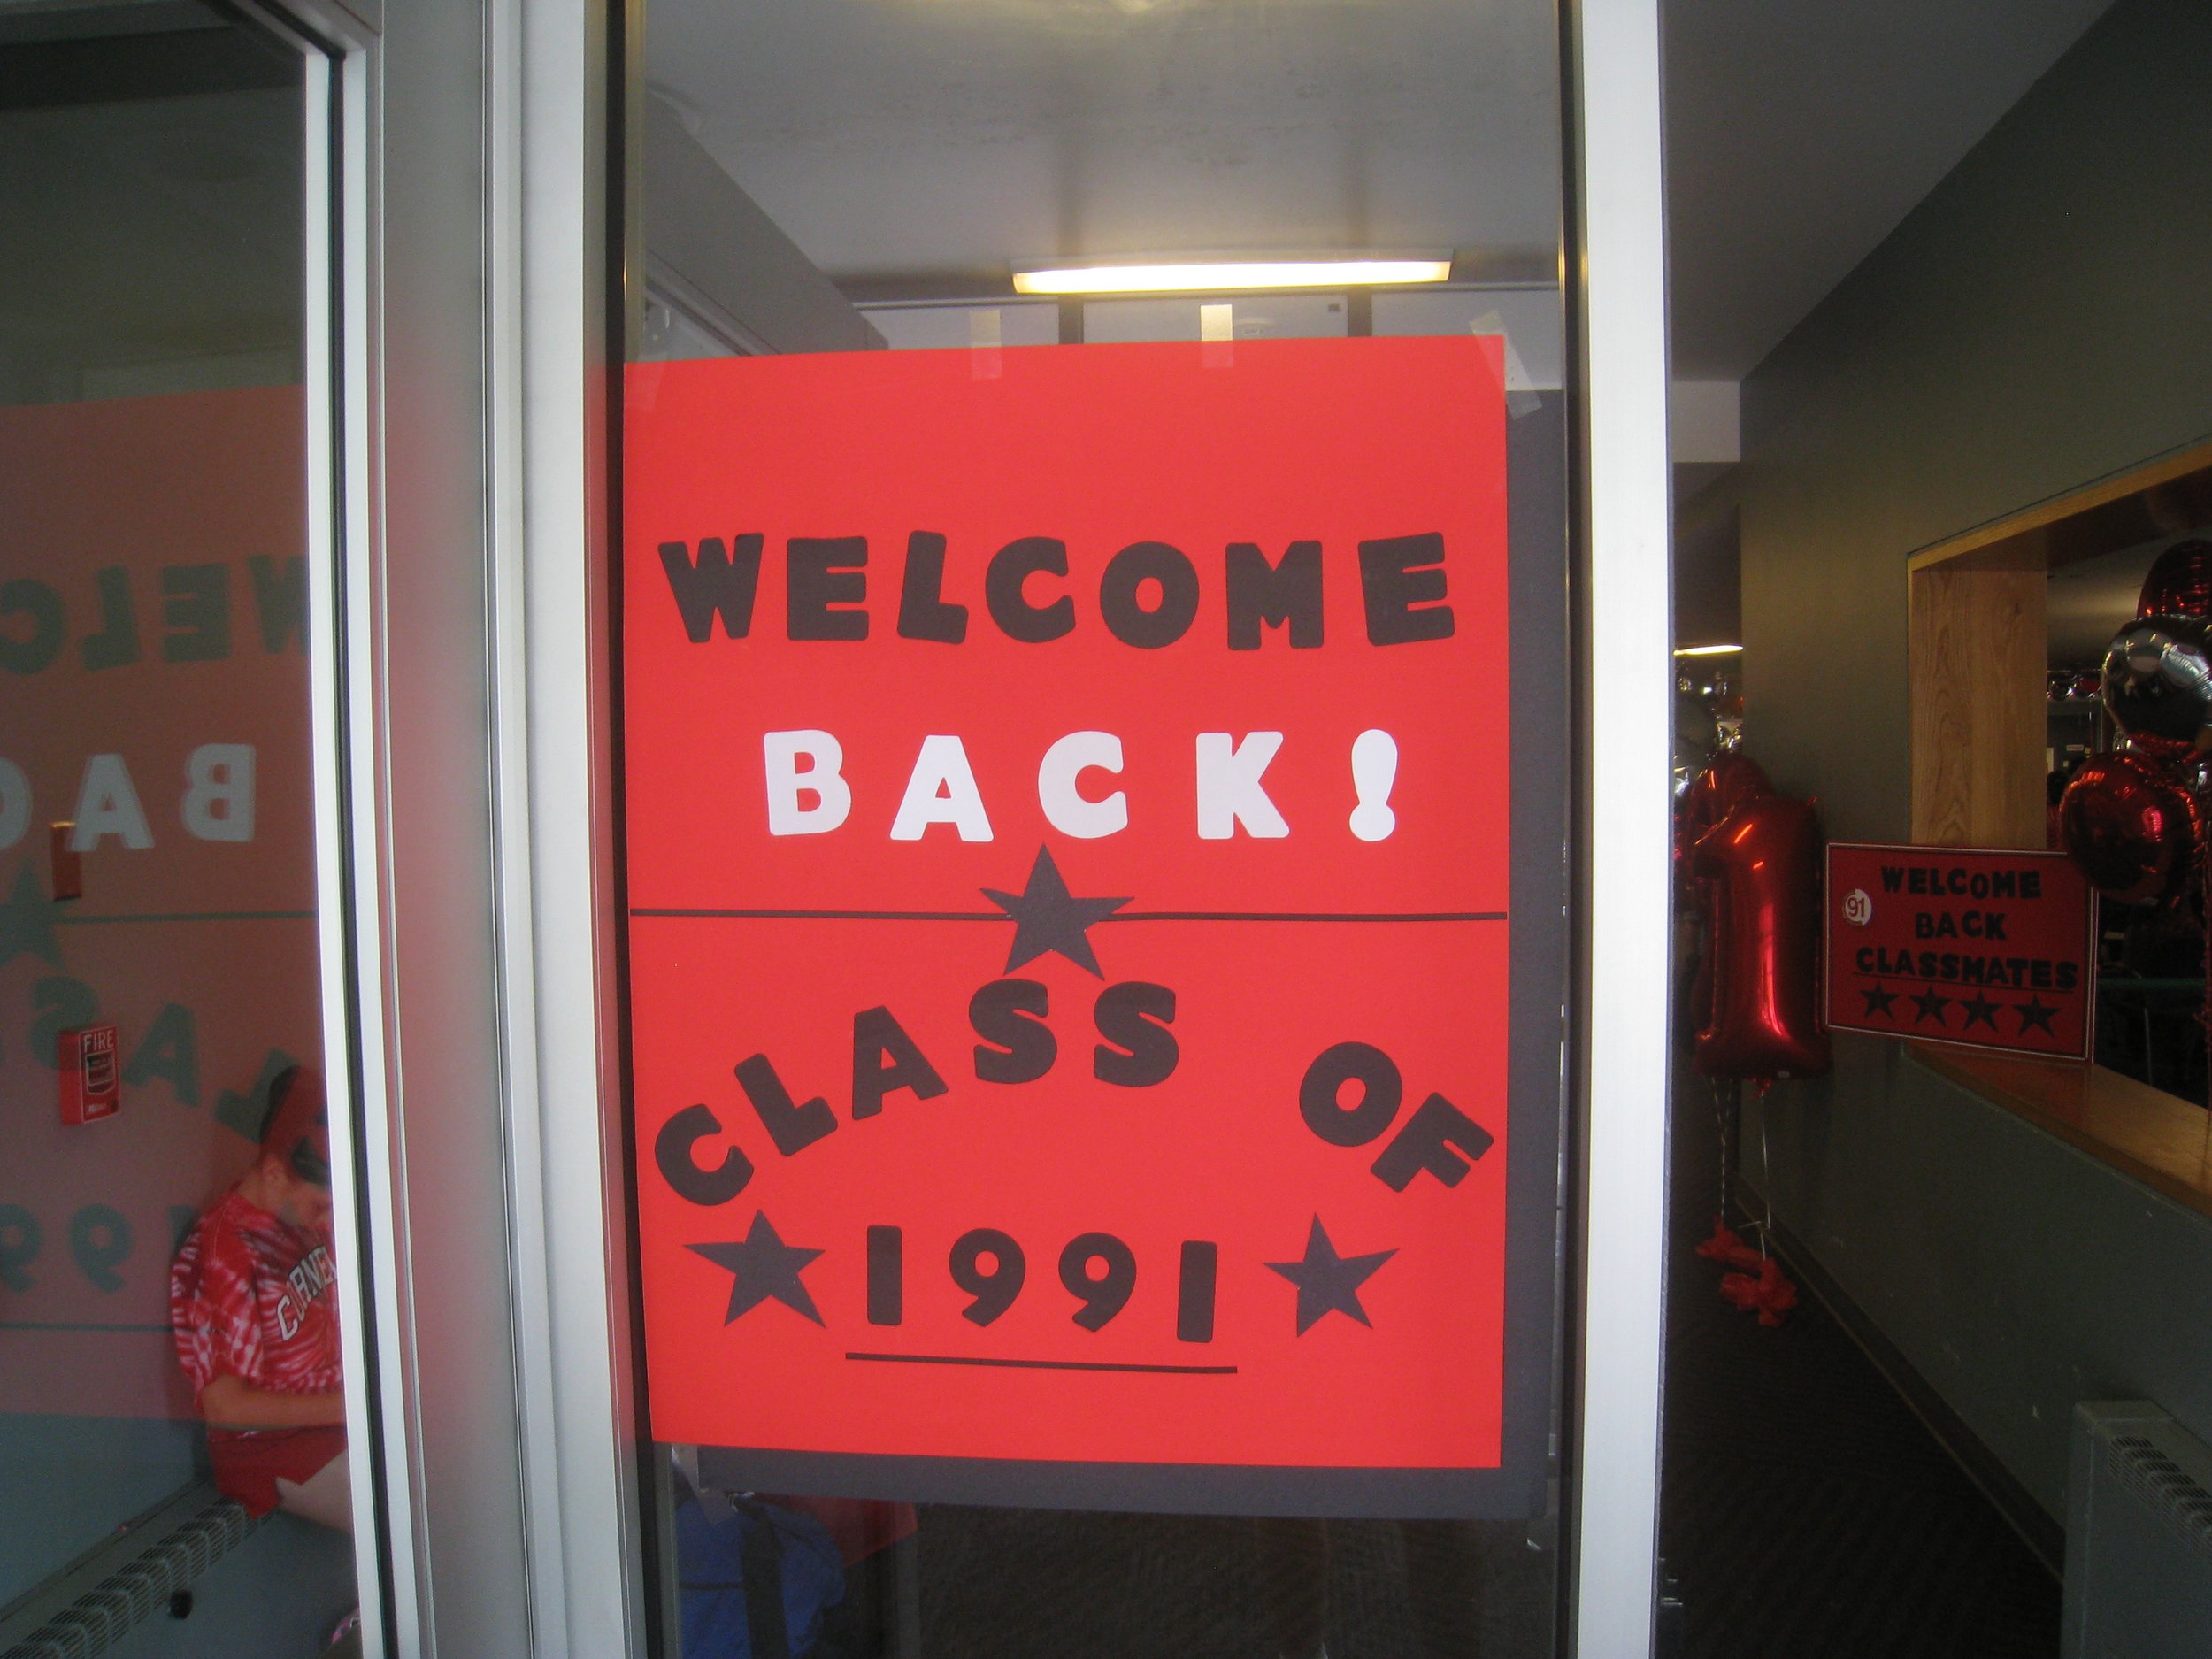 WELCOME
BACK!
CLASS OF
1991
91
WELCOME
BACK
CLASSMATES
FIRE